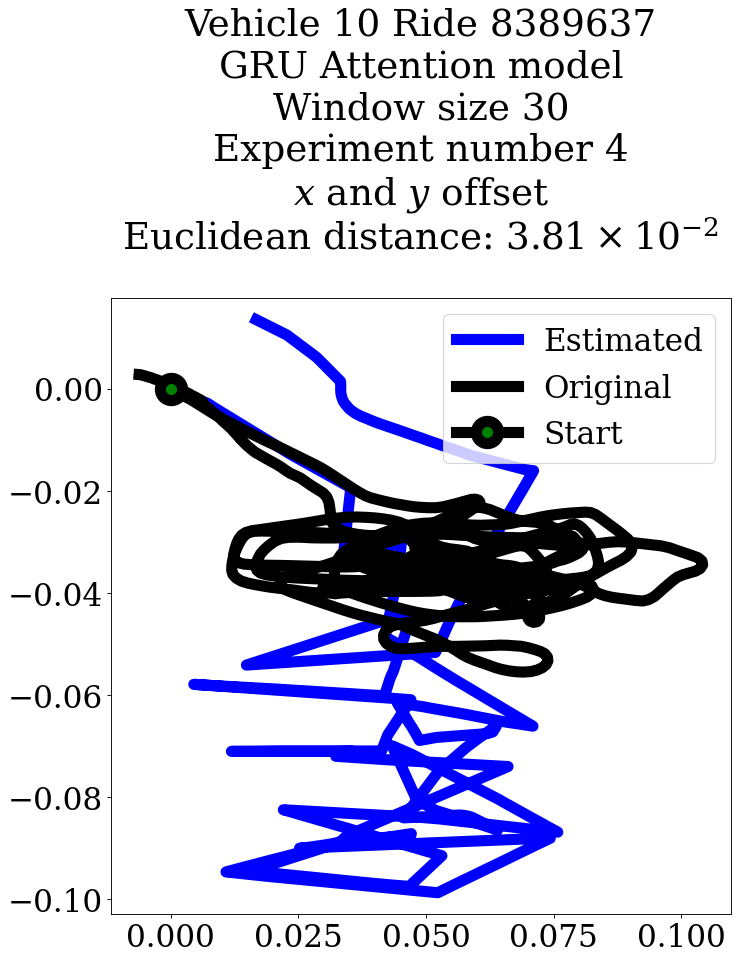 Vehicle 10 Ride 8389637
GRU Attention model
Window size 30
Experiment number 4
x and y offset
Euclidean distance: 3.81 × 10⁻²
Estimated
Original
Start
0.00
−0.02
−0.04
−0.06
−0.08
−0.10
0.000 0.025 0.050 0.075 0.100